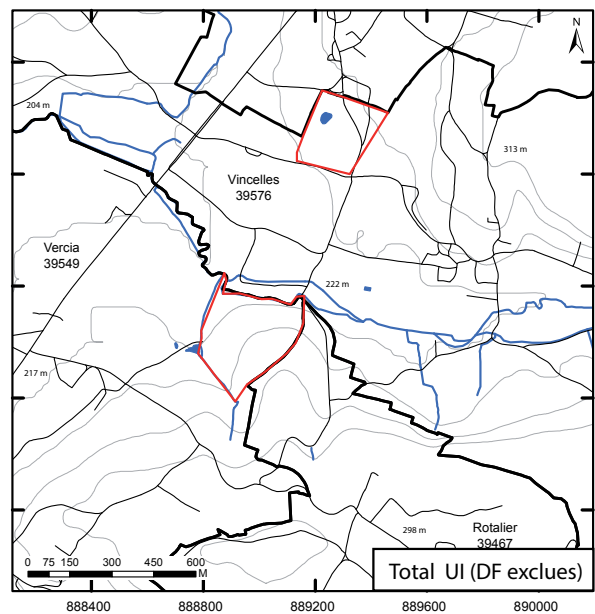 N
204 m
313 m
Vincelles
39576
Vercia
39549
222 m
217 m
298 m
Rotalier
39467
0 75 150 300 450 600
M
Total UI (DF exclues)
888400 888800 889200 889600 890000